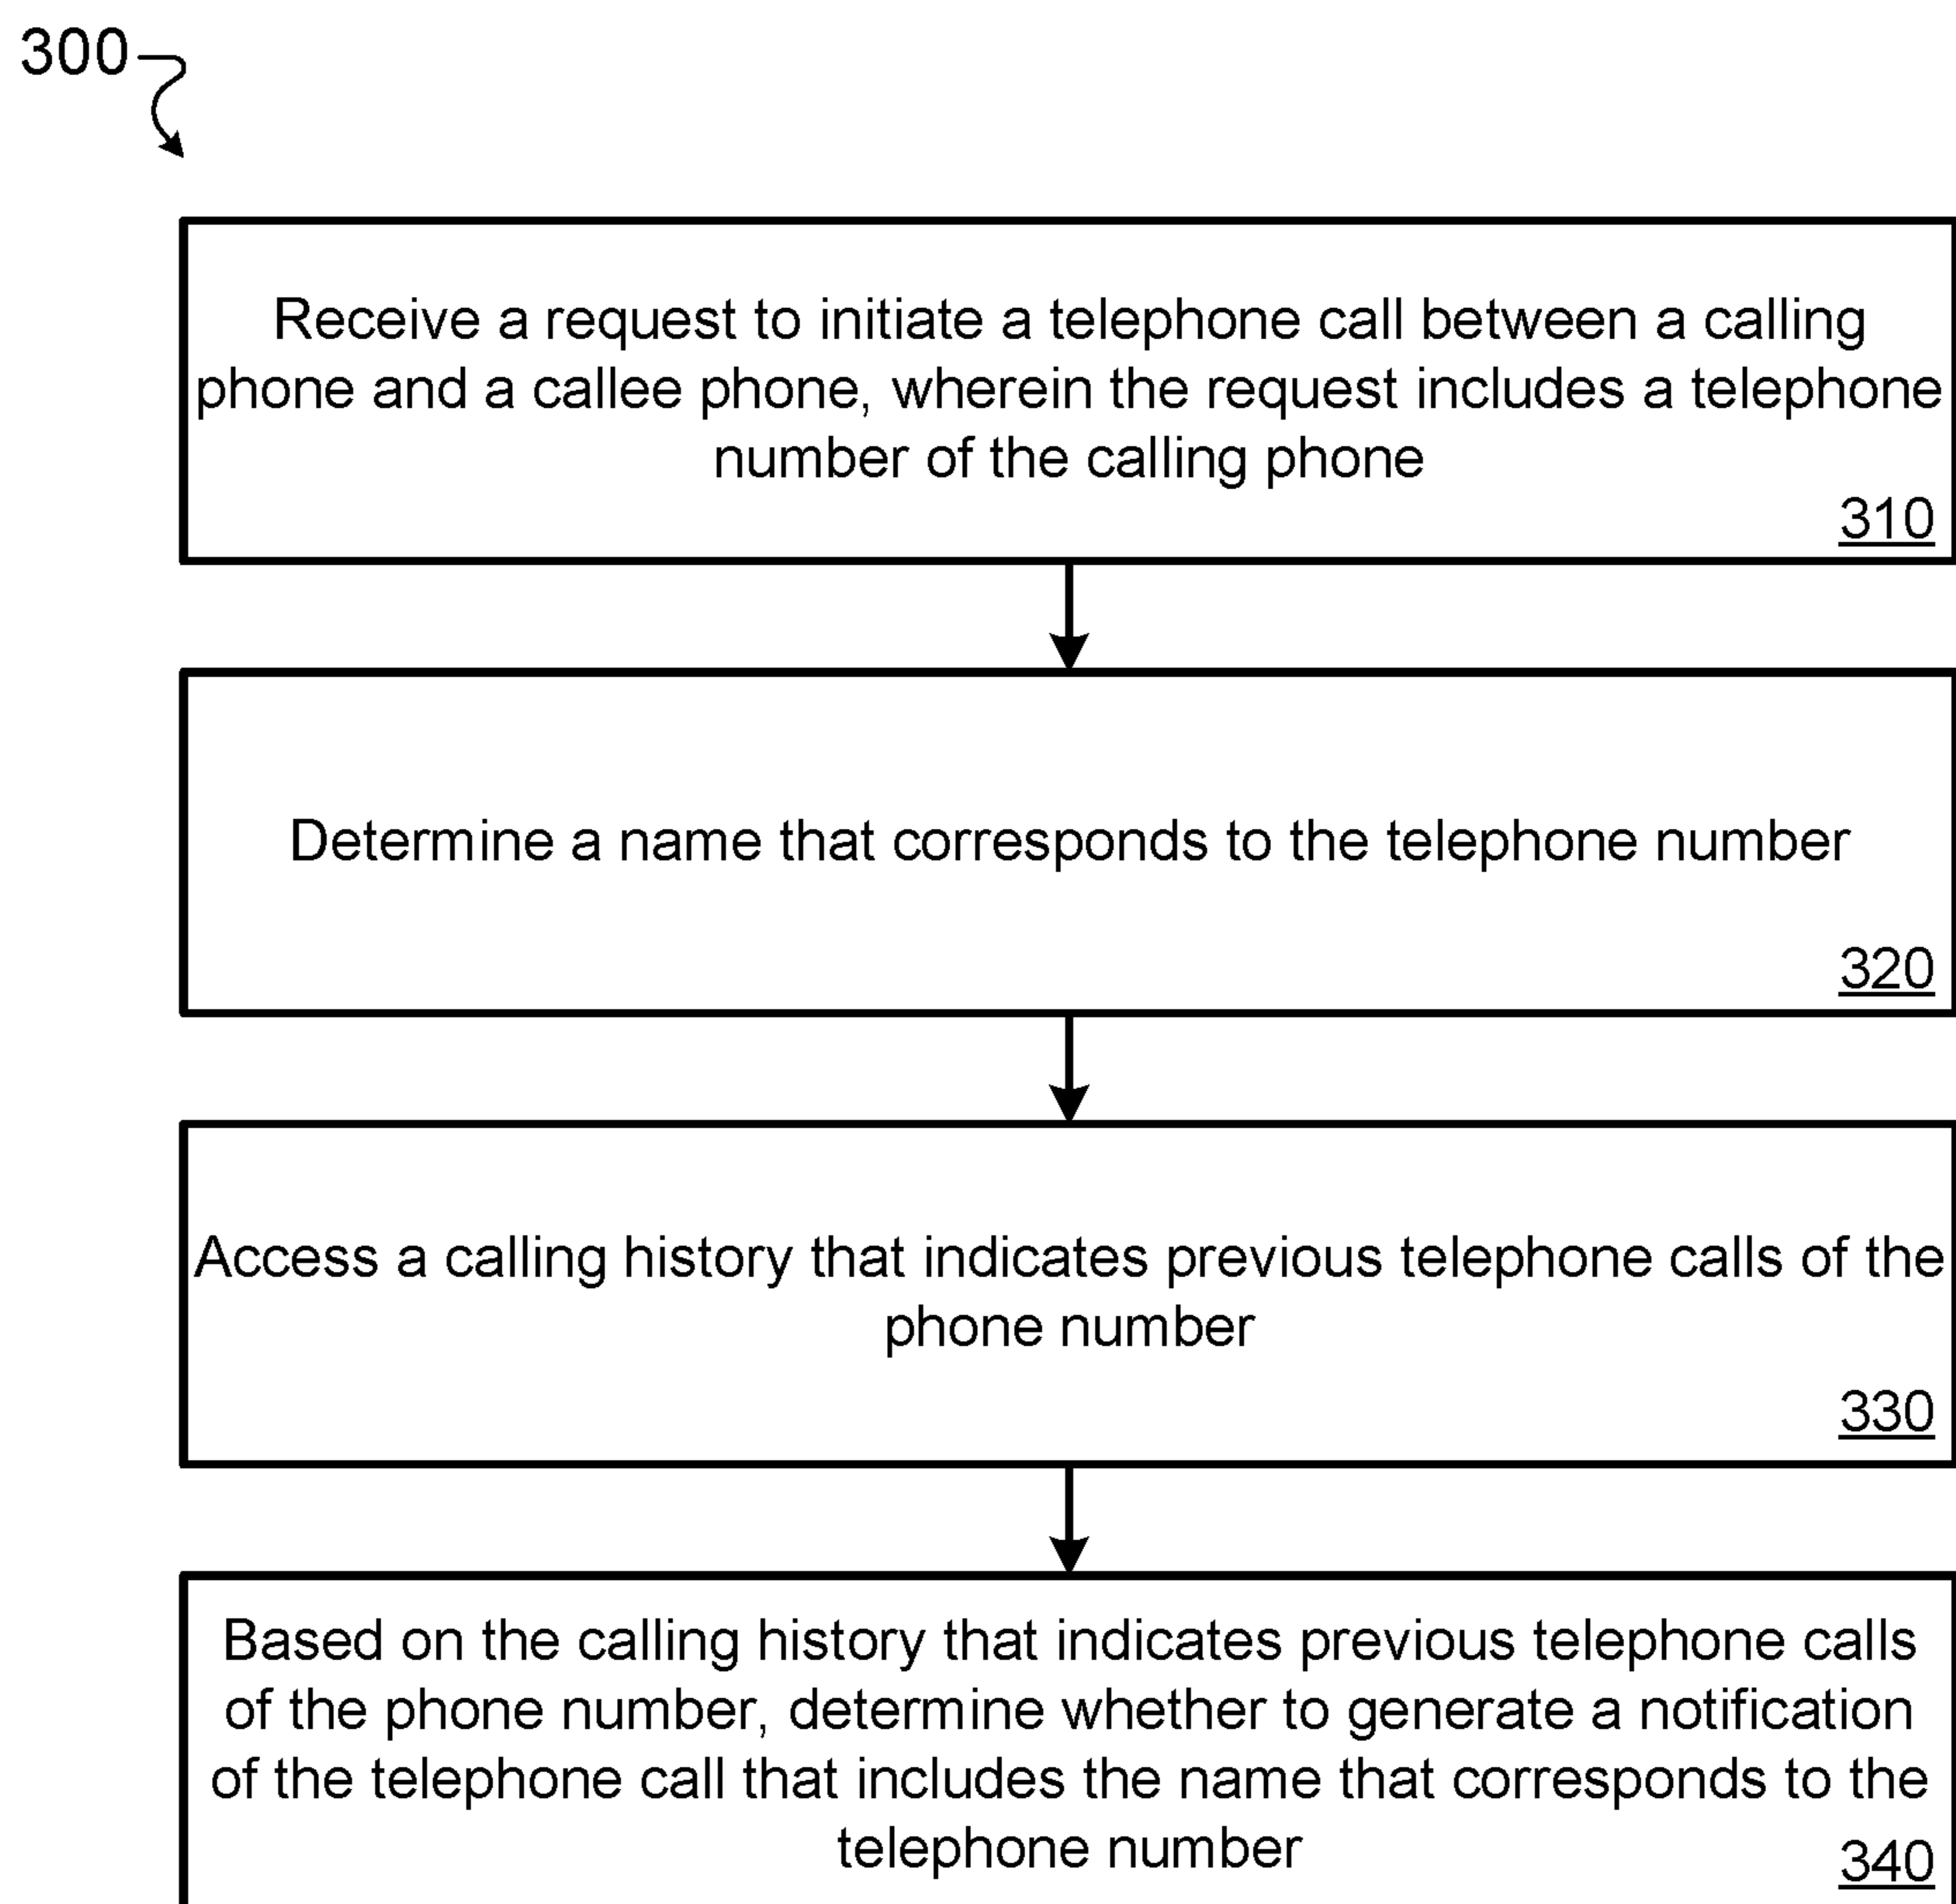 300
Receive a request to initiate a telephone call between a calling
phone and a callee phone, wherein the request includes a telephone
number of the calling phone
310
Determine a name that corresponds to the telephone number
320
Access a calling history that indicates previous telephone calls of the
phone number
330
Based on the calling history that indicates previous telephone calls
of the phone number, determine whether to generate a notification
of the telephone call that includes the name that corresponds to the
telephone number
340